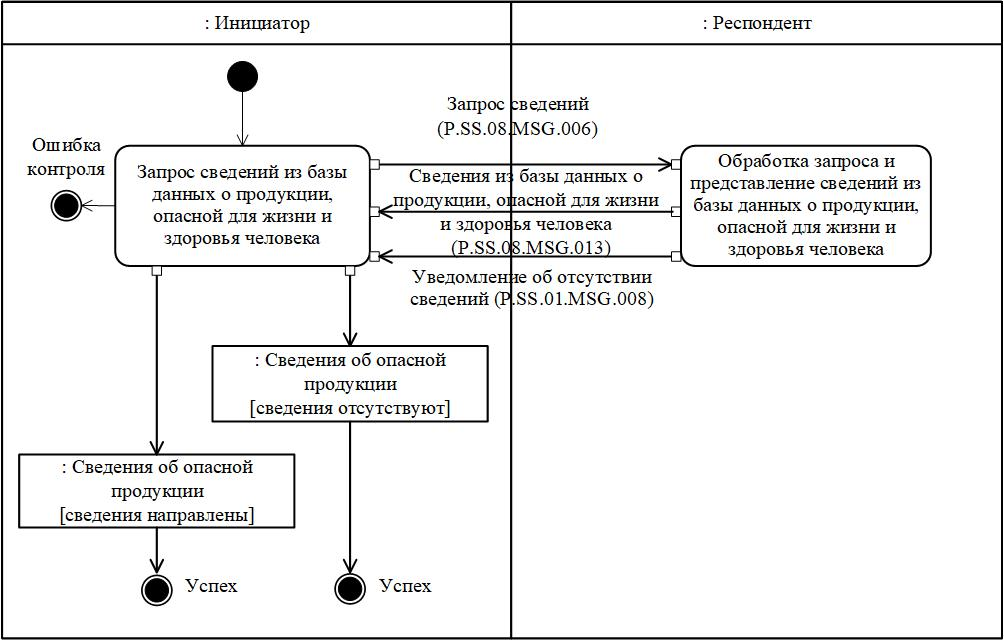 : Инициатор
: Респондент
Запрос сведений
(P.SS.08.MSG.006)
Ошибка
контроля
Запрос сведений из базы
данных о продукции,
опасной для жизни и
здоровья человека
Сведения из базы данных о
продукции, опасной для жизни
и здоровья человека
(P.SS.08.MSG.013)
Обработка запроса и
представление сведений из
базы данных о продукции,
опасной для жизни и
здоровья человека
Уведомление об отсутствии
сведений (P.SS.01.MSG.008)
: Сведения об опасной
продукции
[сведения отсутствуют]
: Сведения об опасной
продукции
[сведения направлены]
Успех
Успех